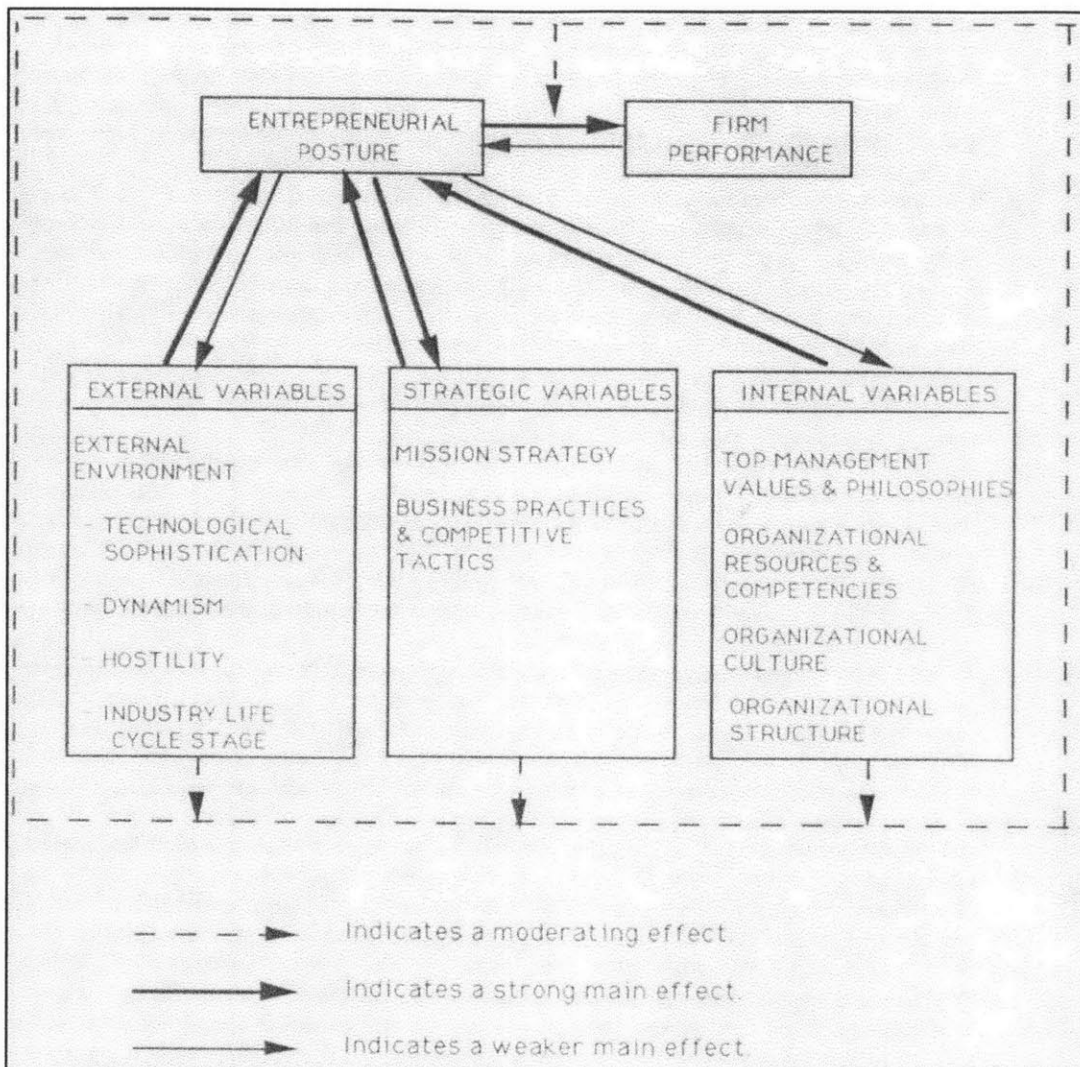 ENTREPRENEURIAL
POSTURE
FIRM
PERFORMANCE
EXTERNAL VARIABLES
EXTERNAL
ENVIRONMENT
- TECHNOLOGICAL
SOPHISTICATION
- DYNAMISM
- HOSTILITY
- INDUSTRY LIFE
CYCLE STAGE
STRATEGIC VARIABLES
MISSION STRATEGY
BUSINESS PRACTICES
& COMPETITIVE
TACTICS
INTERNAL VARIABLES
TOP MANAGEMENT
VALUES & PHILOSOPHIES
ORGANIZATIONAL
RESOURCES &
COMPETENCIES
ORGANIZATIONAL
CULTURE
ORGANIZATIONAL
STRUCTURE
Indicates a moderating effect.
Indicates a strong main effect.
Indicates a weaker main effect.